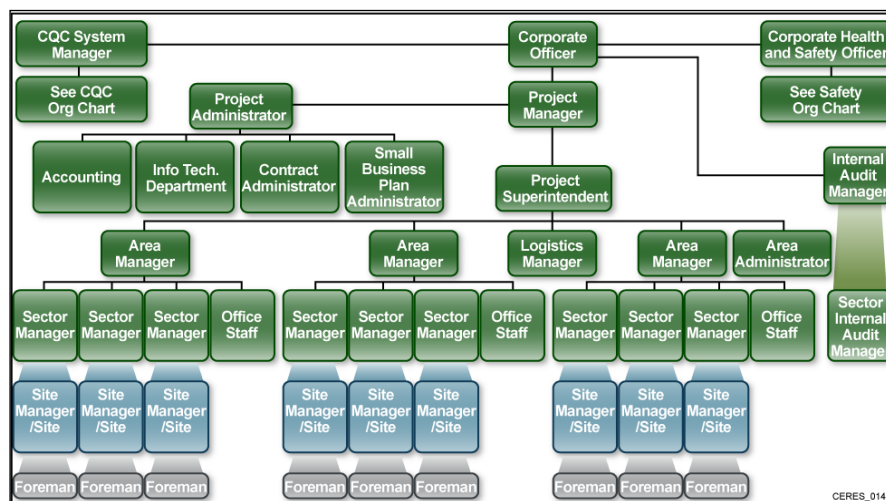 CQC System
Manager
Corporate
Officer
Corporate Health
and Safety Officer
See CQC
Org Chart
Project
Administrator
Project
Manager
See Safety
Org Chart
Accounting
Info Tech.
Department
Contract
Administrator
Small
Business
Plan
Administrator
Project
Superintendent
Internal
Audit
Manager
Area
Manager
Area
Manager
Logistics
Manager
Area
Manager
Area
Administrator
Sector
Manager
Sector
Manager
Sector
Manager
Office
Staff
Sector
Manager
Sector
Manager
Sector
Manager
Office
Staff
Sector
Manager
Sector
Manager
Sector
Manager
Office
Staff
Sector
Internal
Audit
Manager
Site
Manager
/Site
Site
Manager
/Site
Site
Manager
/Site
Site
Manager
/Site
Site
Manager
/Site
Site
Manager
/Site
Site
Manager
/Site
Site
Manager
/Site
Site
Manager
/Site
Foreman
Foreman
Foreman
Foreman
Foreman
Foreman
Foreman
Foreman
Foreman
CERES_014